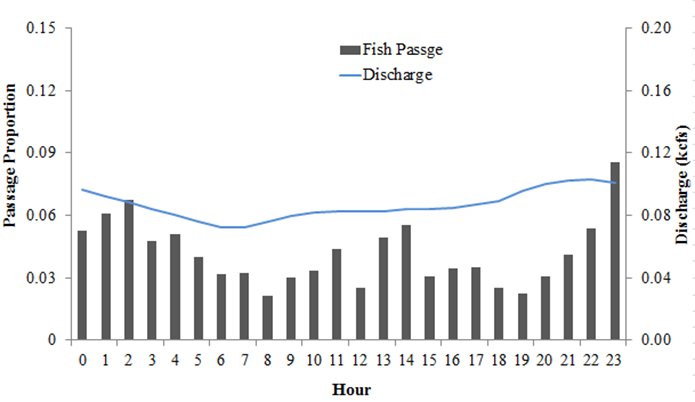 0.15
0.12
0.09
0.06
0.03
0
Passage Proportion
Fish Passge
Discharge
0.20
0.16
0.12
0.08
0.04
0.00
Discharge (kcfs)
0 1 2 3 4 5 6 7 8 9 10 11 12 13 14 15 16 17 18 19 20 21 22 23
Hour